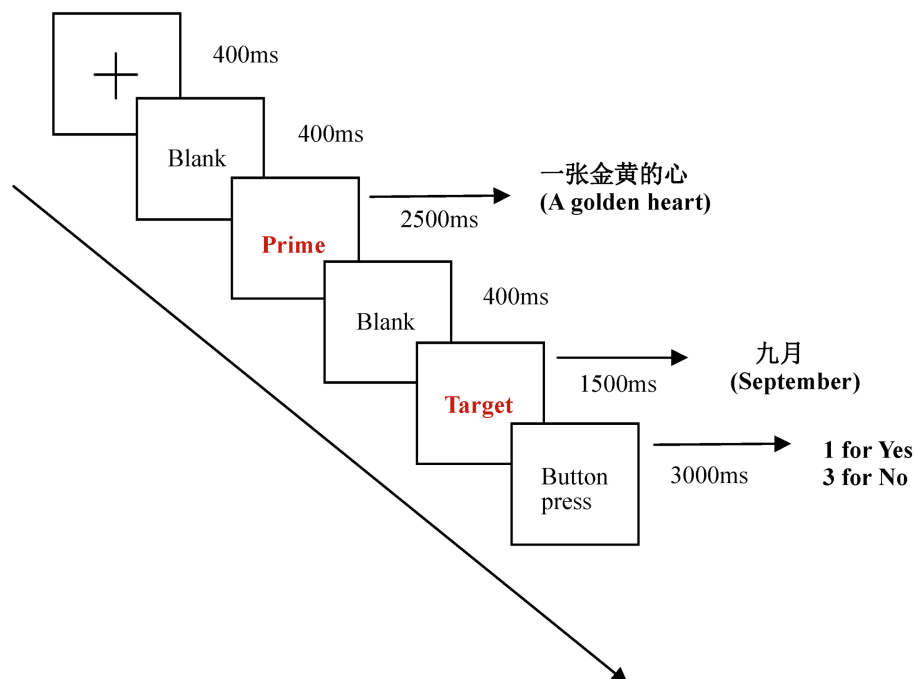 400ms
Blank
400ms
Prime
2500ms
一张金黄的心
(A golden heart)
Blank
400ms
Target
1500ms
九月
(September)
Button
press
3000ms
1 for Yes
3 for No